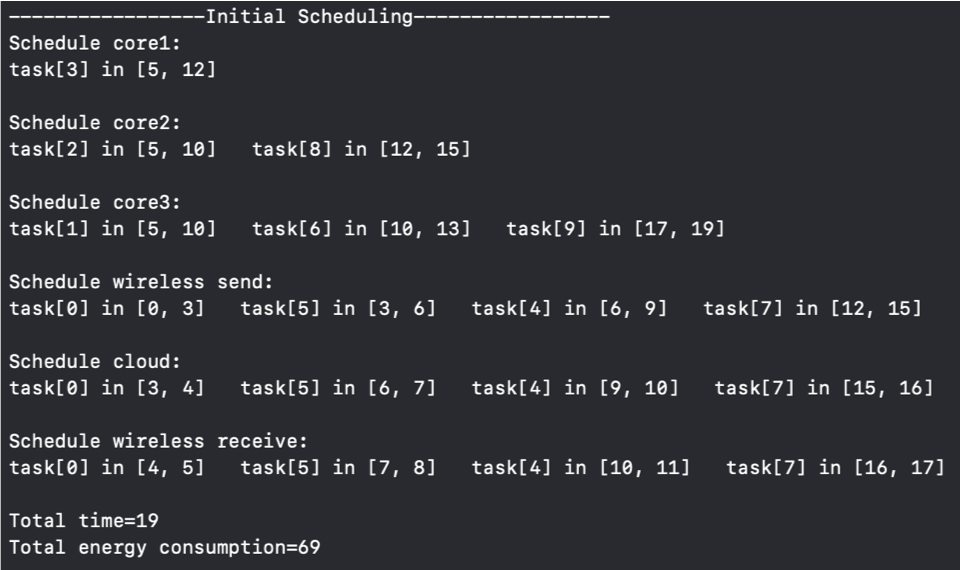 -----------------Initial Scheduling-----------------
Schedule core1:
task[3] in [5, 12]
Schedule core2:
task[2] in [5, 10]   task[8] in [12, 15]
Schedule core3:
task[1] in [5, 10]   task[6] in [10, 13]   task[9] in [17, 19]
Schedule wireless send:
task[0] in [0, 3]   task[5] in [3, 6]   task[4] in [6, 9]   task[7] in [12, 15]
Schedule cloud:
task[0] in [3, 4]   task[5] in [6, 7]   task[4] in [9, 10]   task[7] in [15, 16]
Schedule wireless receive:
task[0] in [4, 5]   task[5] in [7, 8]   task[4] in [10, 11]   task[7] in [16, 17]
Total time=19
Total energy consumption=69